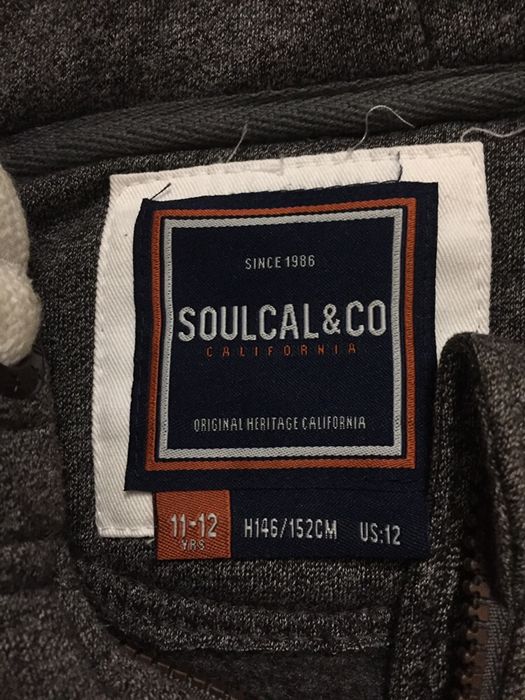 SINCE 1986
SOULCAL&CO
CALIFORNIA
ORIGINAL HERITAGE CALIFORNIA
11-12 H146/152CM US:12
YRS